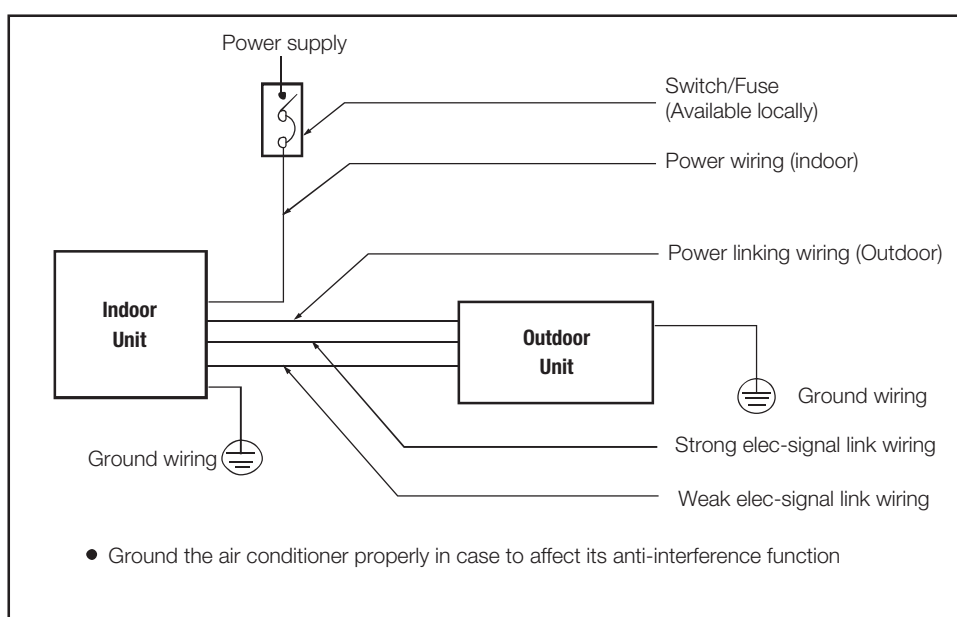 Power supply
Switch/Fuse
(Available locally)
Power wiring (indoor)
Power linking wiring (Outdoor)
Indoor
Unit
Outdoor
Unit
Ground wiring
Strong elec-signal link wiring
Ground wiring
Weak elec-signal link wiring
● Ground the air conditioner properly in case to affect its anti-interference function